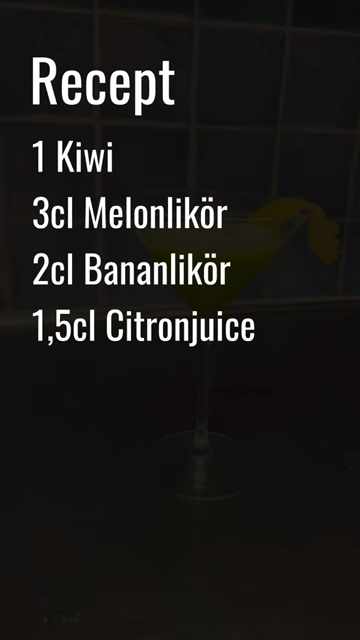 Recept
1 Kiwi
3cl Melonlikör
2cl Bananlikör
1,5cl Citronjuice